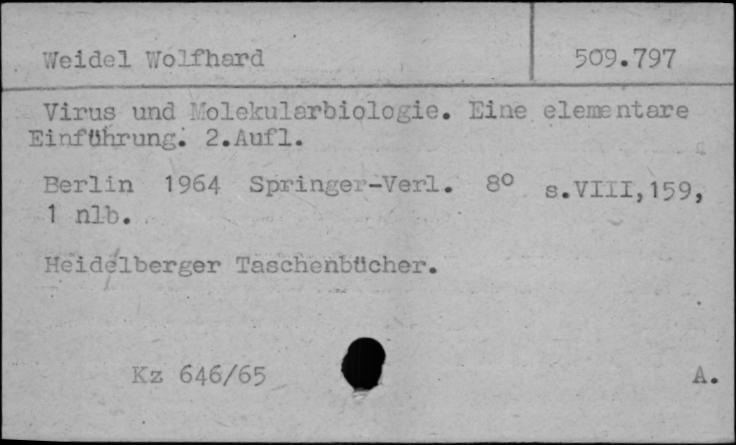 Weidel Wolfhard
509.797
Virus und Molekularbiologie. Eine elementare
Einführung. 2.Aufl.
Berlin 1964 Springer-Verl. 8° s.VIII,159,
1 nlb.
Heidelberger Taschenbücher.
Kz 646/65
A.